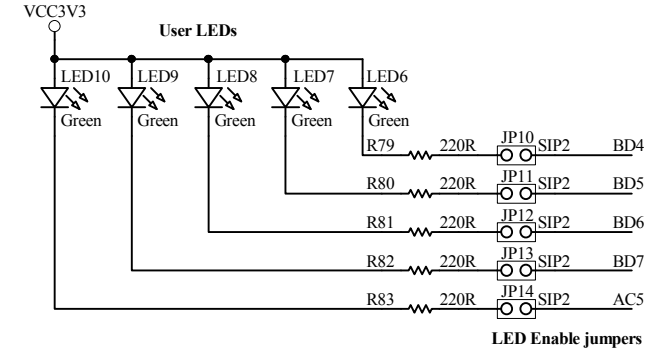 VCC3V3
User LEDs
LED10 LED9 LED8 LED7 LED6
Green Green Green Green Green
R79 220R JP10 SIP2 BD4
R80 220R JP11 SIP2 BD5
R81 220R JP12 SIP2 BD6
R82 220R JP13 SIP2 BD7
R83 220R JP14 SIP2 AC5
LED Enable jumpers